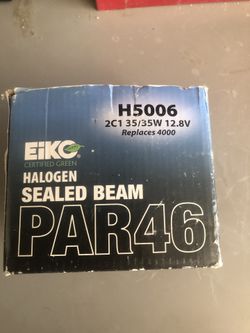 H5006
2C1 35/35W 12.8V
Replaces 4000
EiKO
CERTIFIED GREEN
HALOGEN
SEALED BEAM
PAR46